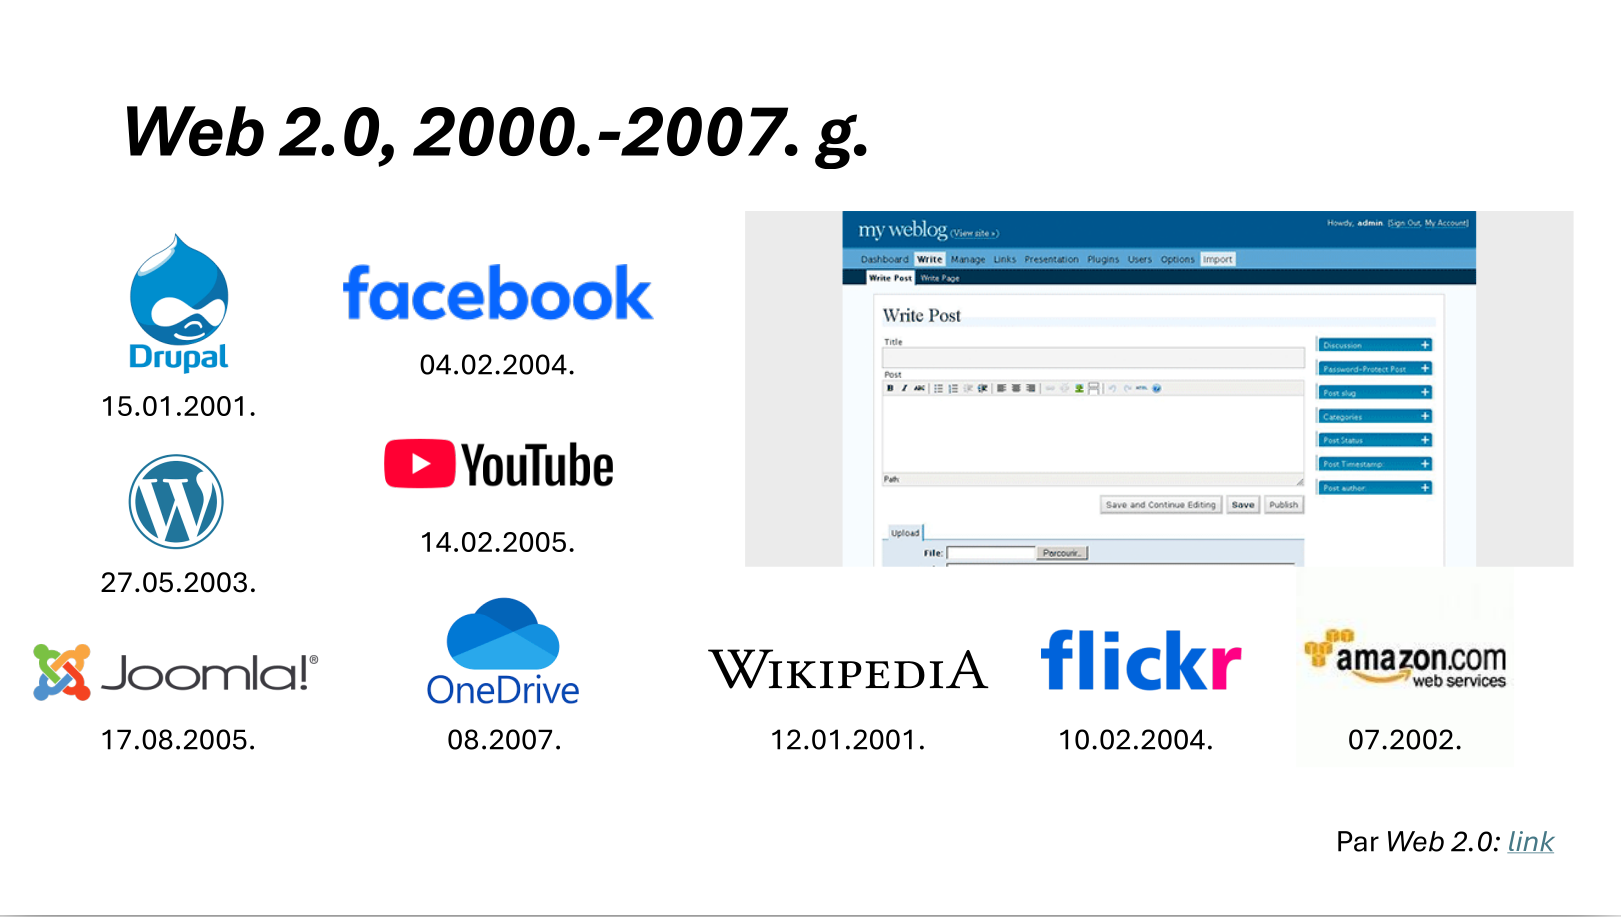 Web 2.0, 2000.-2007. g.
Drupal
15.01.2001.
facebook
04.02.2004.
27.05.2003.
YouTube
14.02.2005.
Joomla!®
17.08.2005.
OneDrive
08.2007.
my weblog (View site »)
Howdy, admin. [Sign Out, My Account]
Dashboard Write Manage Links Presentation Plugins Users Options Import
Write Post Write Page
Write Post
Title
Post
B I ABC
HTML
Path:
Discussion +
Password-Protect Post +
Post slug +
Categories +
Post Status +
Post Timestamp +
Post author +
Save and Continue Editing Save Publish
Upload
File: Parcourir...
WIKIPEDIA
12.01.2001.
flickr
10.02.2004.
amazon.com
web services
07.2002.
Par Web 2.0: link